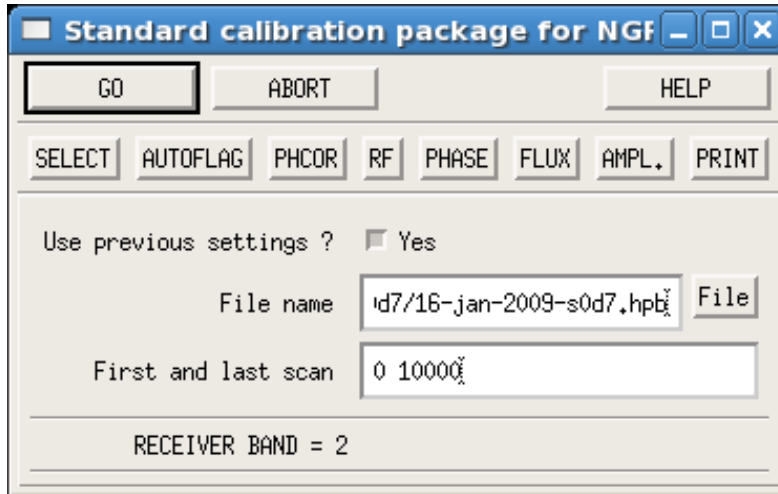 Standard calibration package for NGF
GO ABORT HELP
SELECT AUTOFLAG PHCOR RF PHASE FLUX AMPL. PRINT
Use previous settings ? Yes
File name d7/16-jan-2009-s0d7.hpb File
First and last scan 0 10000
RECEIVER BAND = 2